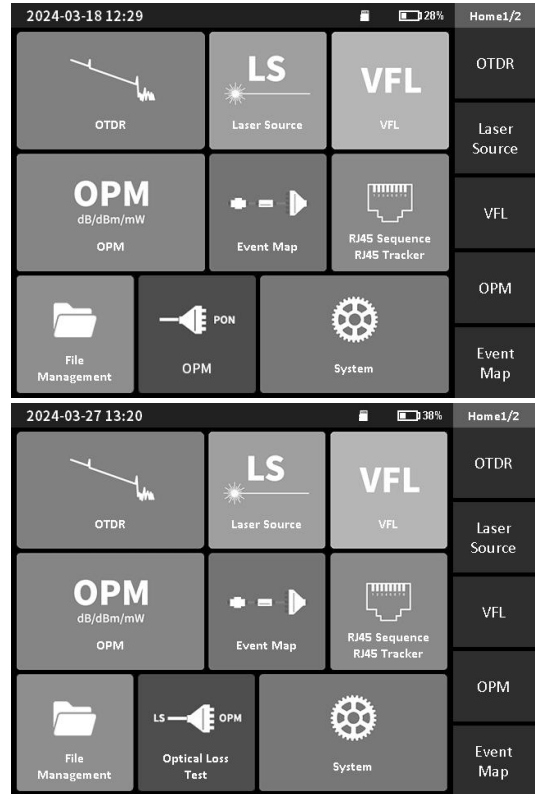 2024-03-18 12:29
28%
Home1/2
OTDR
LS
Laser Source
VFL
VFL
OPM
dB/dBm/mW
OPM
Event Map
RJ45 Sequence
RJ45 Tracker
File
Management
PON
OPM
System
OTDR
Laser
Source
VFL
OPM
Event
Map
2024-03-27 13:20
38%
Home1/2
OTDR
LS
Laser Source
VFL
VFL
OPM
dB/dBm/mW
OPM
Event Map
RJ45 Sequence
RJ45 Tracker
File
Management
LS OPM
Optical Loss
Test
System
OTDR
Laser
Source
VFL
OPM
Event
Map